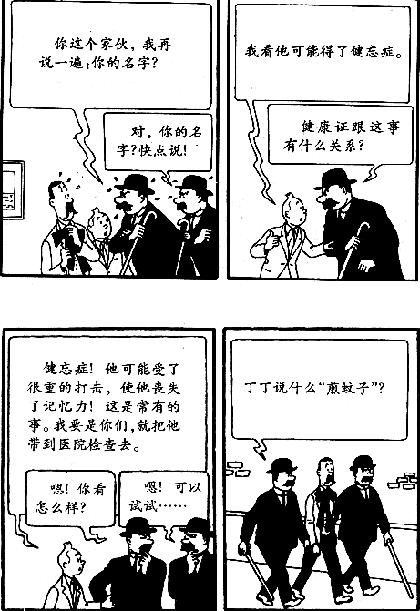 你这个家伙，我再
说一遍：你的名字？
对，你的名
字？快点说！
我看他可能得了健忘症。
健康证跟这事
有什么关系？
健忘症！他可能受了
很重的打击，使他丧失
了记忆力！这是常有的
事。我要是你们，就把他
带到医院检查去。
嗯！你看
怎么样？
嗯！可以
试试……
丁丁说什么“煎蚊子”？